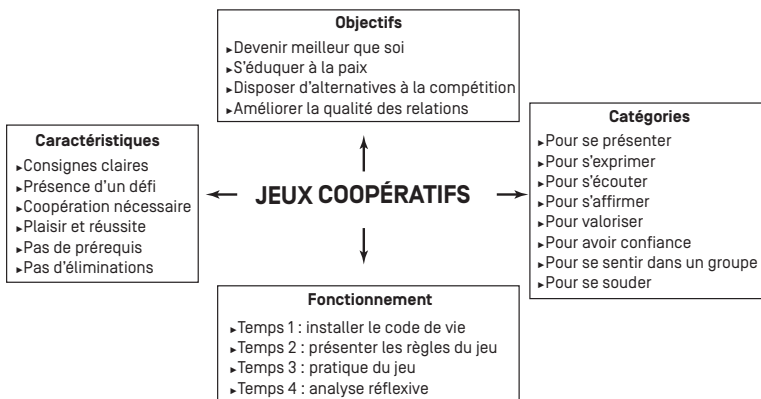 Objectifs
▸Devenir meilleur que soi
▸S'éduquer à la paix
▸Disposer d'alternatives à la compétition
▸Améliorer la qualité des relations
Caractéristiques
▸Consignes claires
▸Présence d'un défi
▸Coopération nécessaire
▸Plaisir et réussite
▸Pas de prérequis
▸Pas d'éliminations
JEUX COOPÉRATIFS
Catégories
▸Pour se présenter
▸Pour s'exprimer
▸Pour s'écouter
▸Pour s'affirmer
▸Pour valoriser
▸Pour avoir confiance
▸Pour se sentir dans un groupe
▸Pour se souder
Fonctionnement
▸Temps 1 : installer le code de vie
▸Temps 2 : présenter les règles du jeu
▸Temps 3 : pratique du jeu
▸Temps 4 : analyse réflexive